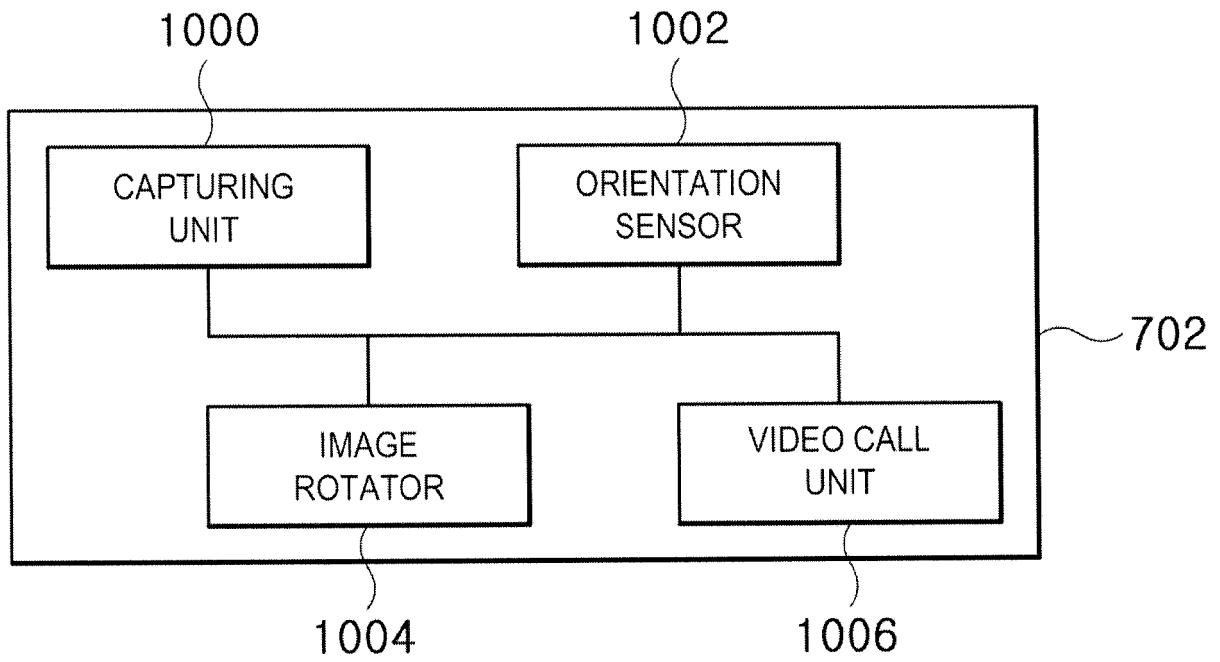 1000
1002
CAPTURING
UNIT
ORIENTATION
SENSOR
702
IMAGE
ROTATOR
VIDEO CALL
UNIT
1004
1006